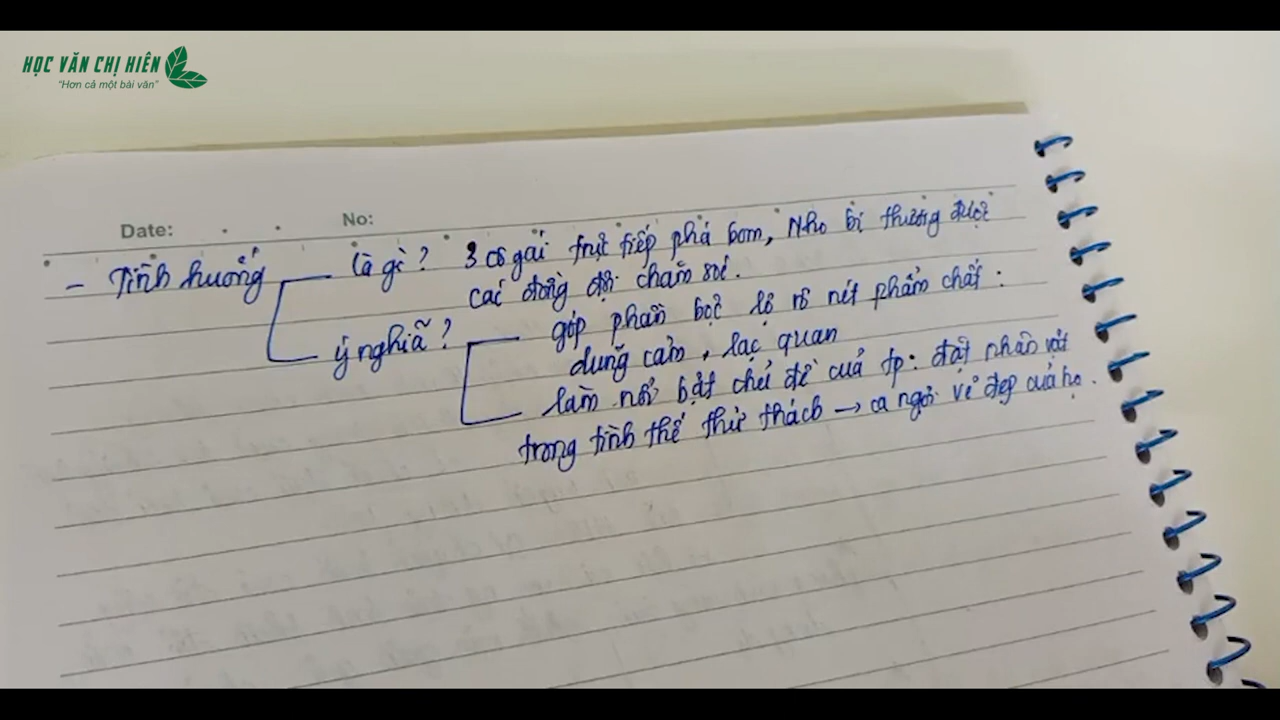 HỌC VĂN CHỊ HIÊN
"Hơn cả một bài văn"
Date: No:
- Tình huống là gì? 3 cô gái trực tiếp phá bom, Nho bị thương được
các đồng đội chăm sóc.
ý nghĩa? góp phần bộc lộ rõ nét phẩm chất:
dũng cảm, lạc quan
làm nổi bật chủ đề của tp: đặt nhân vật
trong tình thế thử thách → ca ngợi vẻ đẹp của họ.